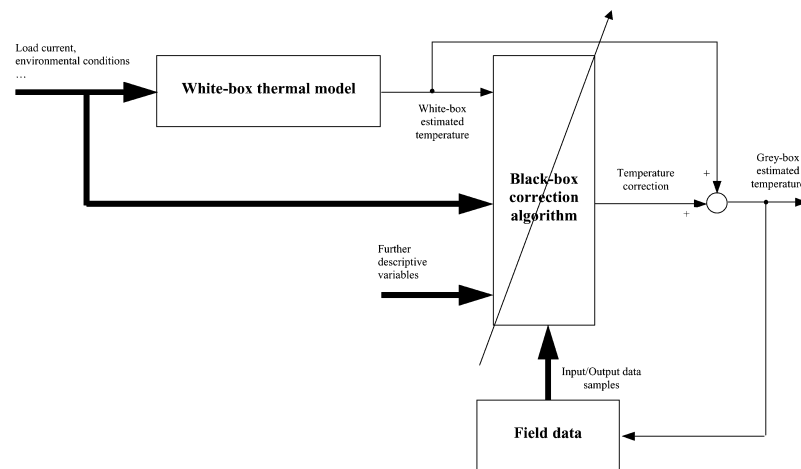 Load current,
environmental conditions
…
White-box thermal model
White-box
estimated
temperature
Black-box
correction
algorithm
Temperature
correction
+
+
Grey-box
estimated
temperature
Further
descriptive
variables
Input/Output data
samples
Field data